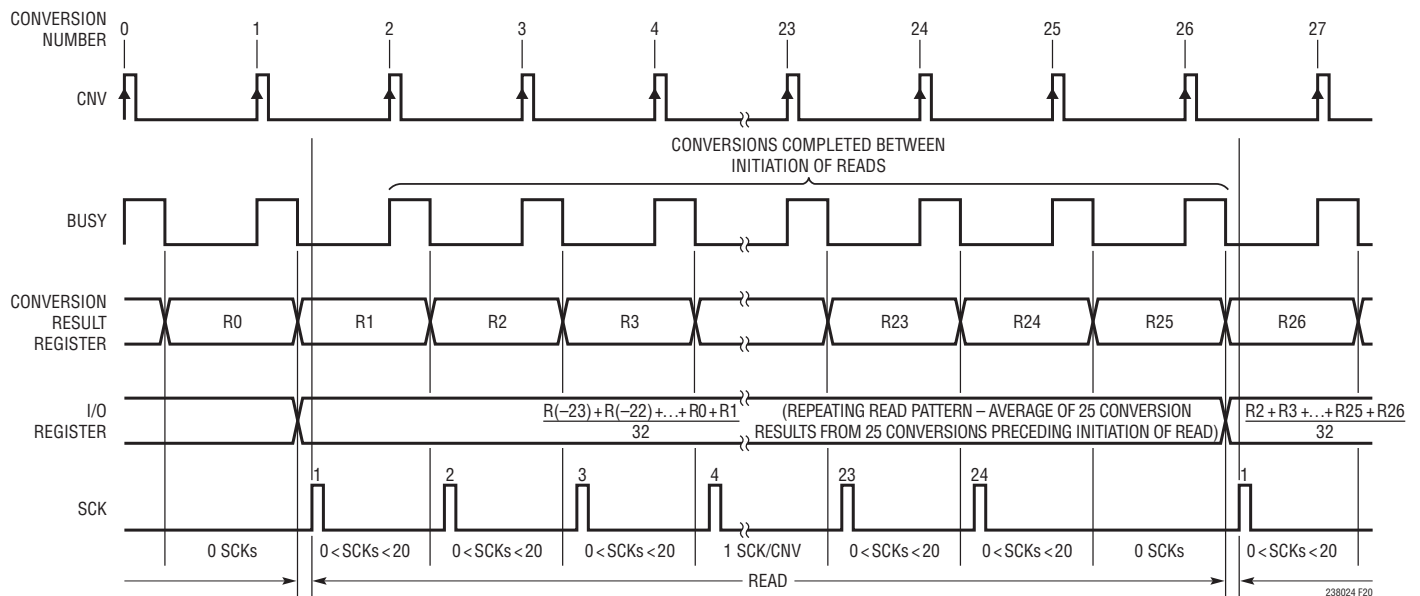 CONVERSION
NUMBER
0 1 2 3 4 23 24 25 26 27
CNV
CONVERSIONS COMPLETED BETWEEN
INITIATION OF READS
BUSY
CONVERSION
RESULT
REGISTER
R0 R1 R2 R3 R23 R24 R25 R26
I/O
REGISTER
R(–23) + R(–22) +…+ R0 + R1
32
(REPEATING READ PATTERN – AVERAGE OF 25 CONVERSION
RESULTS FROM 25 CONVERSIONS PRECEDING INITIATION OF READ)
R2 + R3 +…+ R25 + R26
32
SCK
1 2 3 4 23 24 1
0 SCKs 0 < SCKs < 20 0 < SCKs < 20 0 < SCKs < 20 1 SCK/CNV 0 < SCKs < 20 0 < SCKs < 20 0 SCKs 0 < SCKs < 20
READ
238024 F20